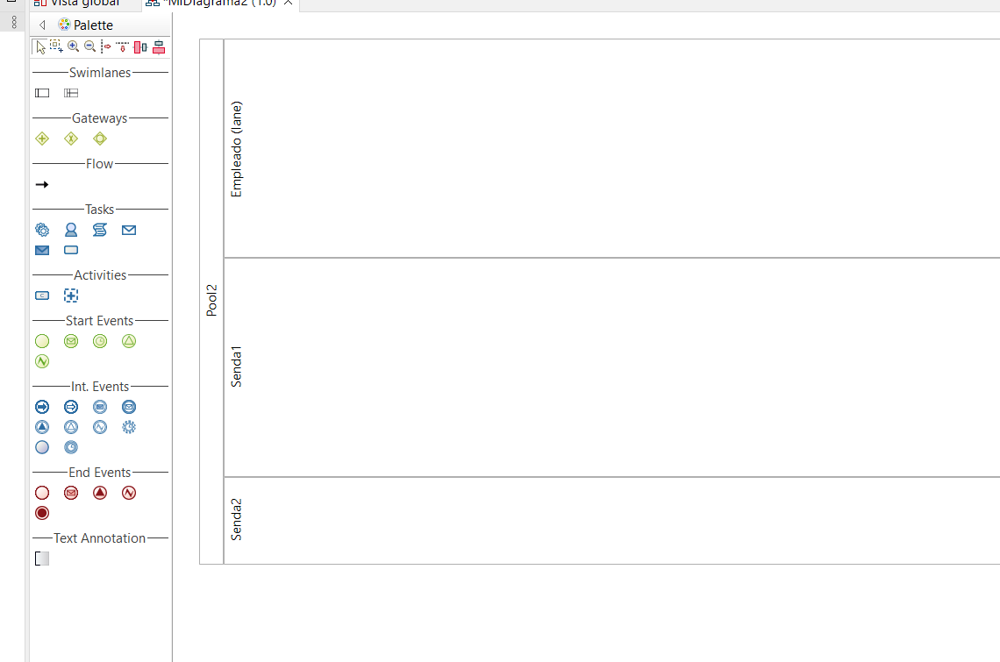 Vista global
*MiDiagrama2 (1.0)
Palette
Swimlanes
Gateways
Flow
Tasks
Activities
Start Events
Int. Events
End Events
Text Annotation
Pool2
Empleado (lane)
Senda1
Senda2